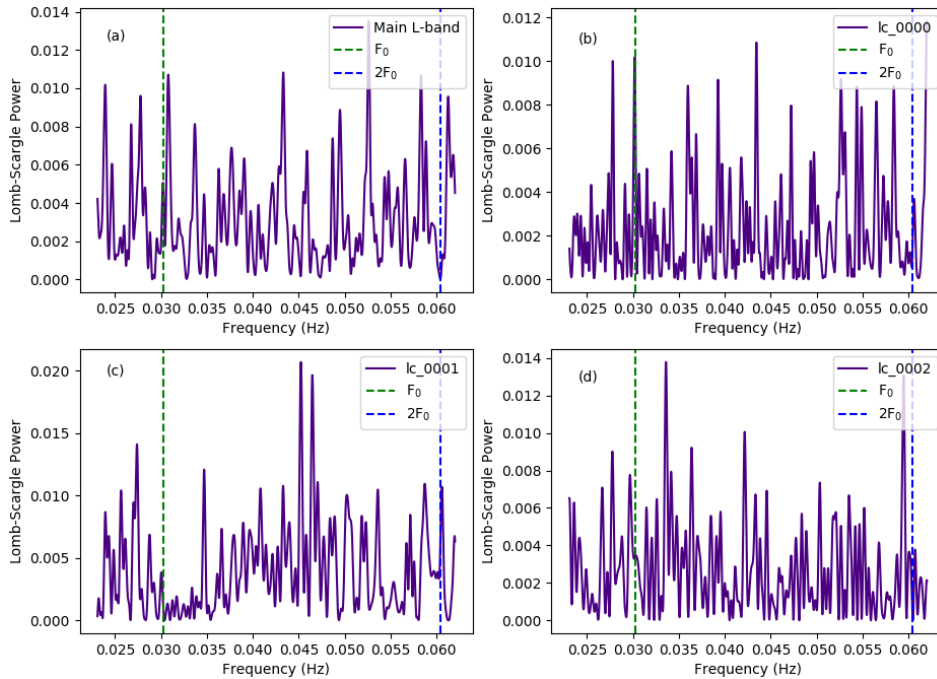 (a)
Main L-band
F₀
2F₀
Lomb-Scargle Power
0.014
0.012
0.010
0.008
0.006
0.004
0.002
0.000
0.025 0.030 0.035 0.040 0.045 0.050 0.055 0.060
Frequency (Hz)
(b)
lc_0000
F₀
2F₀
Lomb-Scargle Power
0.012
0.010
0.008
0.006
0.004
0.002
0.000
0.025 0.030 0.035 0.040 0.045 0.050 0.055 0.060
Frequency (Hz)
(c)
lc_0001
F₀
2F₀
Lomb-Scargle Power
0.020
0.015
0.010
0.005
0.000
0.025 0.030 0.035 0.040 0.045 0.050 0.055 0.060
Frequency (Hz)
(d)
lc_0002
F₀
2F₀
Lomb-Scargle Power
0.014
0.012
0.010
0.008
0.006
0.004
0.002
0.000
0.025 0.030 0.035 0.040 0.045 0.050 0.055 0.060
Frequency (Hz)